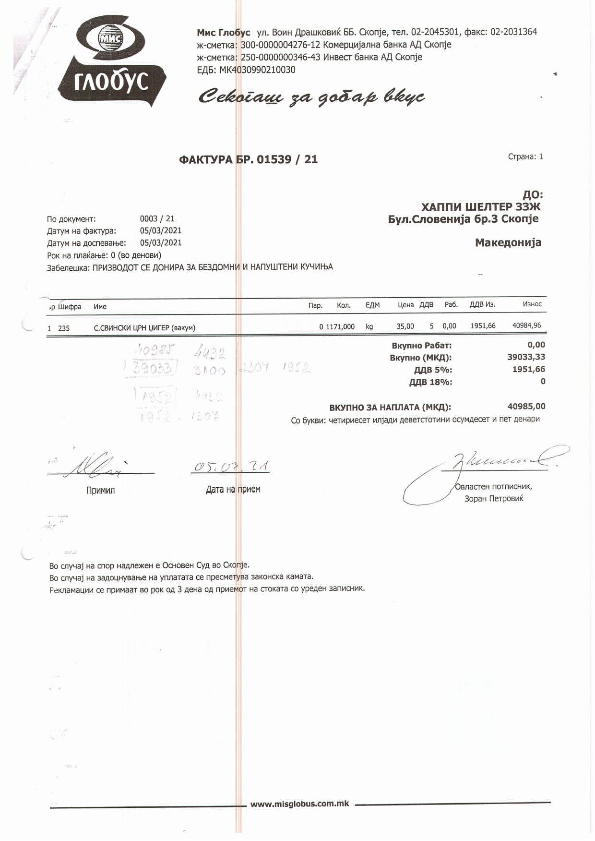 МИС
ГЛОБУС
Мис Глобус ул. Воин Драшковиќ ББ. Скопје, тел. 02-2045301, факс: 02-2031364
ж-сметка: 300-0000004276-12 Комерцијална банка АД Скопје
ж-сметка: 250-0000000346-43 Инвест банка АД Скопје
ЕДБ: МК4030990210030
Секогаш за добар вкус
ФАКТУРА БР. 01539 / 21
Страна: 1
ДО:
ХАППИ ШЕЛТЕР ЗЗЖ
Бул.Словенија бр.3 Скопје
Македонија
По документ: 0003 / 21
Датум на фактура: 05/03/2021
Датум на доспевање: 05/03/2021
Рок на плаќање: 0 (во денови)
Забелешка: ПРИЗВОДОТ СЕ ДОНИРА ЗА БЕЗДОМНИ И НАПУШТЕНИ КУЧИЊА
Шифра Име Пар. Кол. ЕДМ Цена ДДВ Раб. ДДВ Из. Износ
1 235 С.СВИНСКИ ЦРН ЏИГЕР (вакум) 0 1171,000 kg 35,00 5 0,00 1951,66 40984,96
Вкупно Рабат: 0,00
Вкупно (МКД): 39033,33
ДДВ 5%: 1951,66
ДДВ 18%: 0
ВКУПНО ЗА НАПЛАТА (МКД): 40985,00
Со букви: четириесет илјади деветстотини осумдесет и пет денари
40985 4432
39033 3100 2207 1952
1952
1952 1207
05.03.21
Примил Дата на прием
Овластен потписник,
Зоран Петровиќ
Во случај на спор надлежен е Основен Суд во Скопје.
Во случај на задоцнување на уплатата се пресметува законска камата.
Рекламации се примаат во рок од 3 дена од приемот на стоката со уреден записник.
www.misglobus.com.mk